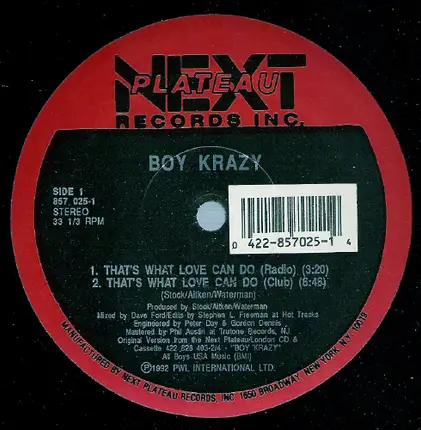 NEXT
PLATEAU
RECORDS INC.
BOY KRAZY
SIDE 1
857 025-1
STEREO
33 1/3 RPM
0 422-857025-1 4
1. THAT'S WHAT LOVE CAN DO (Radio) (3:20)
2. THAT'S WHAT LOVE CAN DO (Club) (6:48)
(Stock/Aitken/Waterman)
Produced by Stock/Aitken/Waterman
Mixed by Dave Ford/Edits by Stephen L. Freeman at Hot Tracks
Engineered by Peter Day & Gordon Dennis
Mastered by Phil Austin at Trutone Records, NJ.
Original Version from the Next Plateau/London CD &
Cassette 422 828 403-2/4 - "BOY KRAZY"
All Boys USA Music (BMI)
℗1992 PWL INTERNATIONAL LTD.
MANUFACTURED BY NEXT PLATEAU RECORDS INC. 1650 BROADWAY, NEW YORK, N.Y. 10019